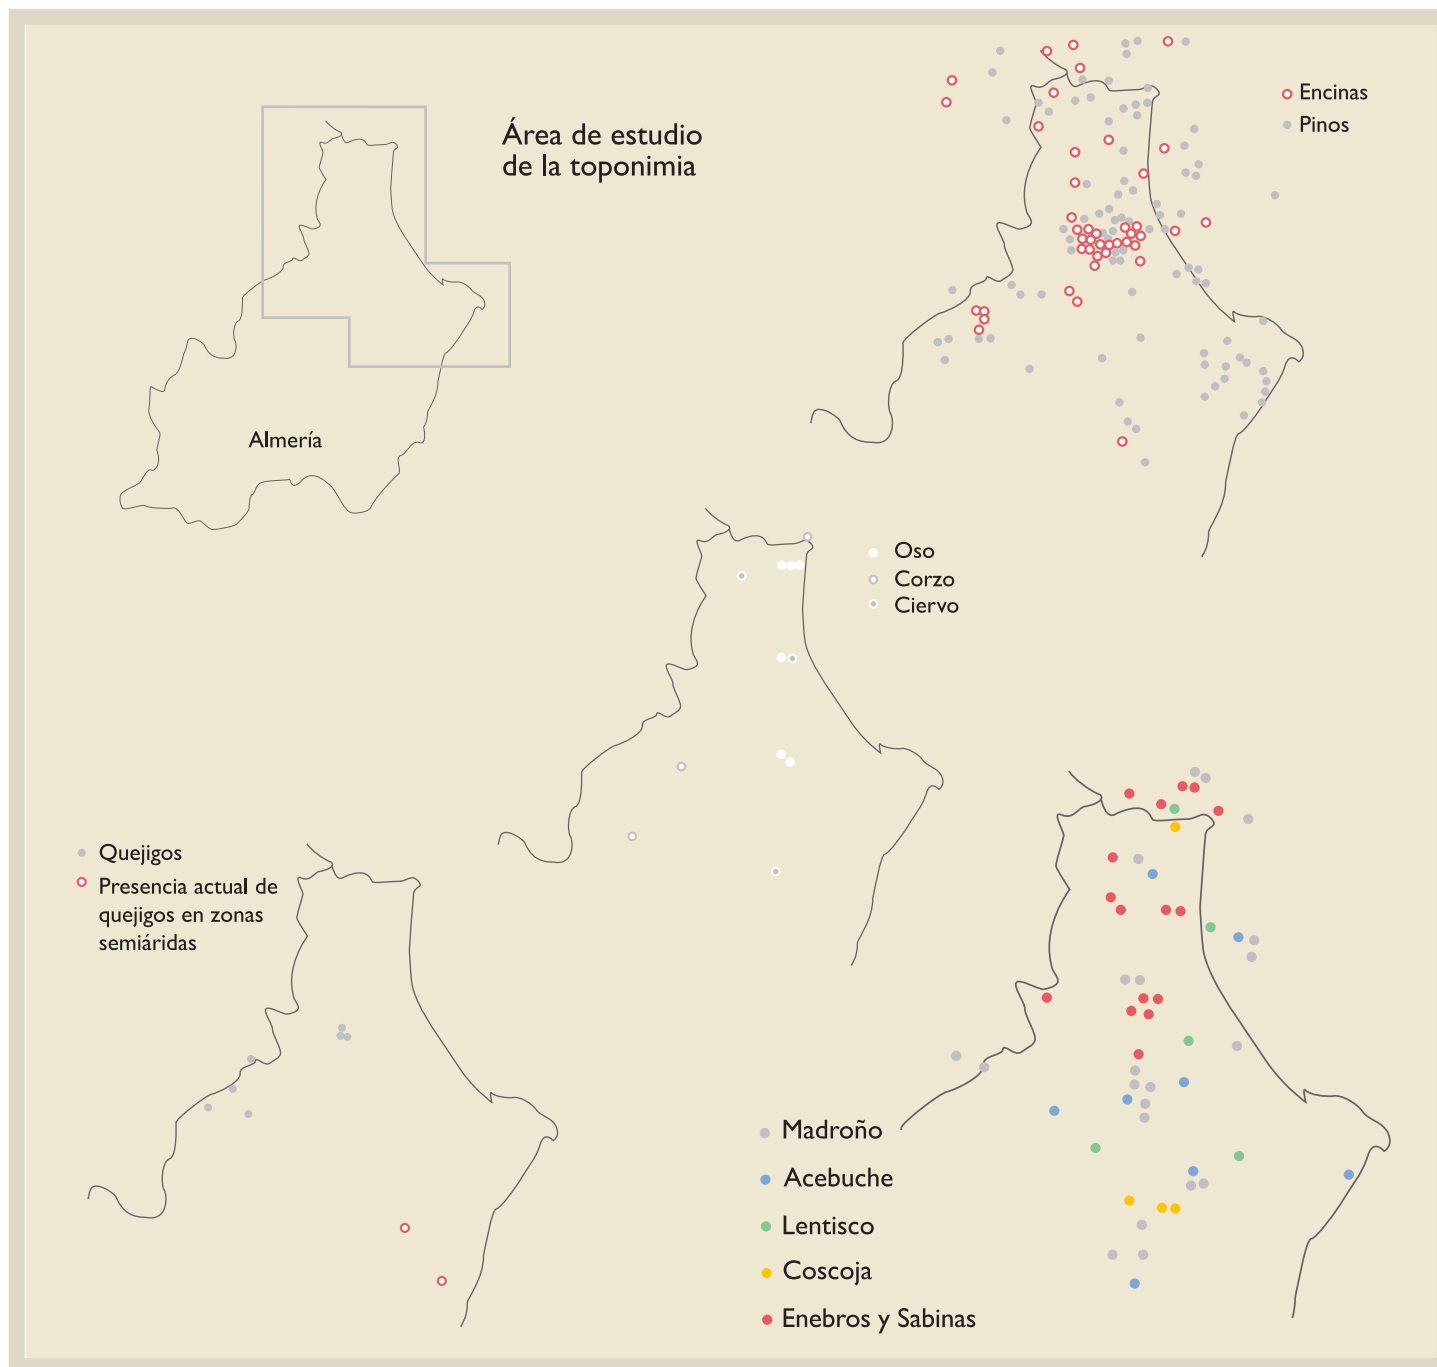 Área de estudio
de la toponimia
Almería
Encinas
Pinos
Oso
Corzo
Ciervo
Quejigos
Presencia actual de
quejigos en zonas
semiáridas
Madroño
Acebuche
Lentisco
Coscoja
Enebros y Sabinas